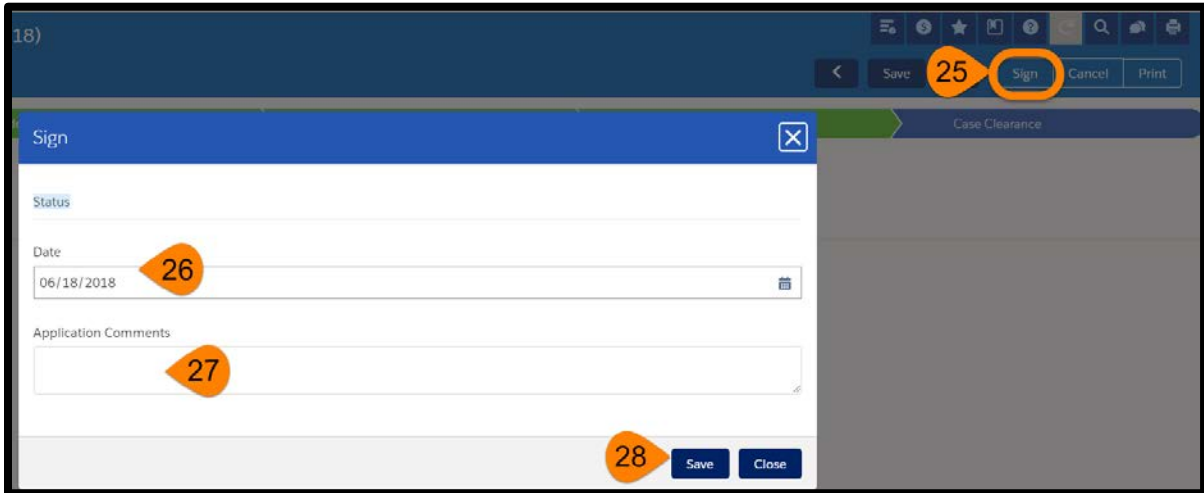 18)
Save 25 Sign Cancel Print
Case Clearance
Sign
Status
Date
26
06/18/2018
Application Comments
27
28 Save Close